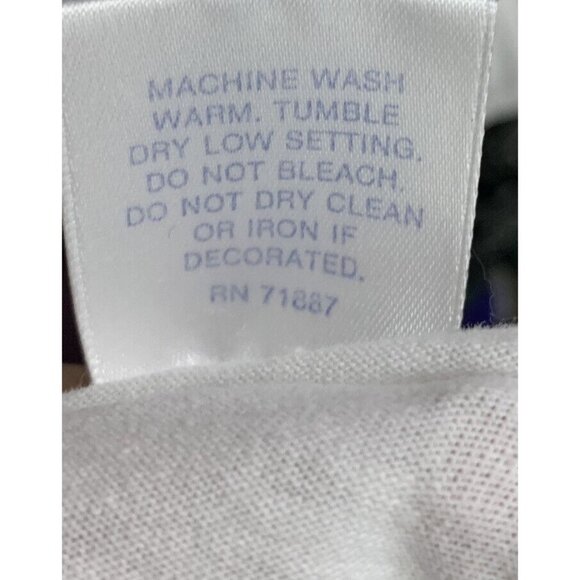 MACHINE WASH
WARM. TUMBLE
DRY LOW SETTING.
DO NOT BLEACH.
DO NOT DRY CLEAN
OR IRON IF
DECORATED.
RN 71887